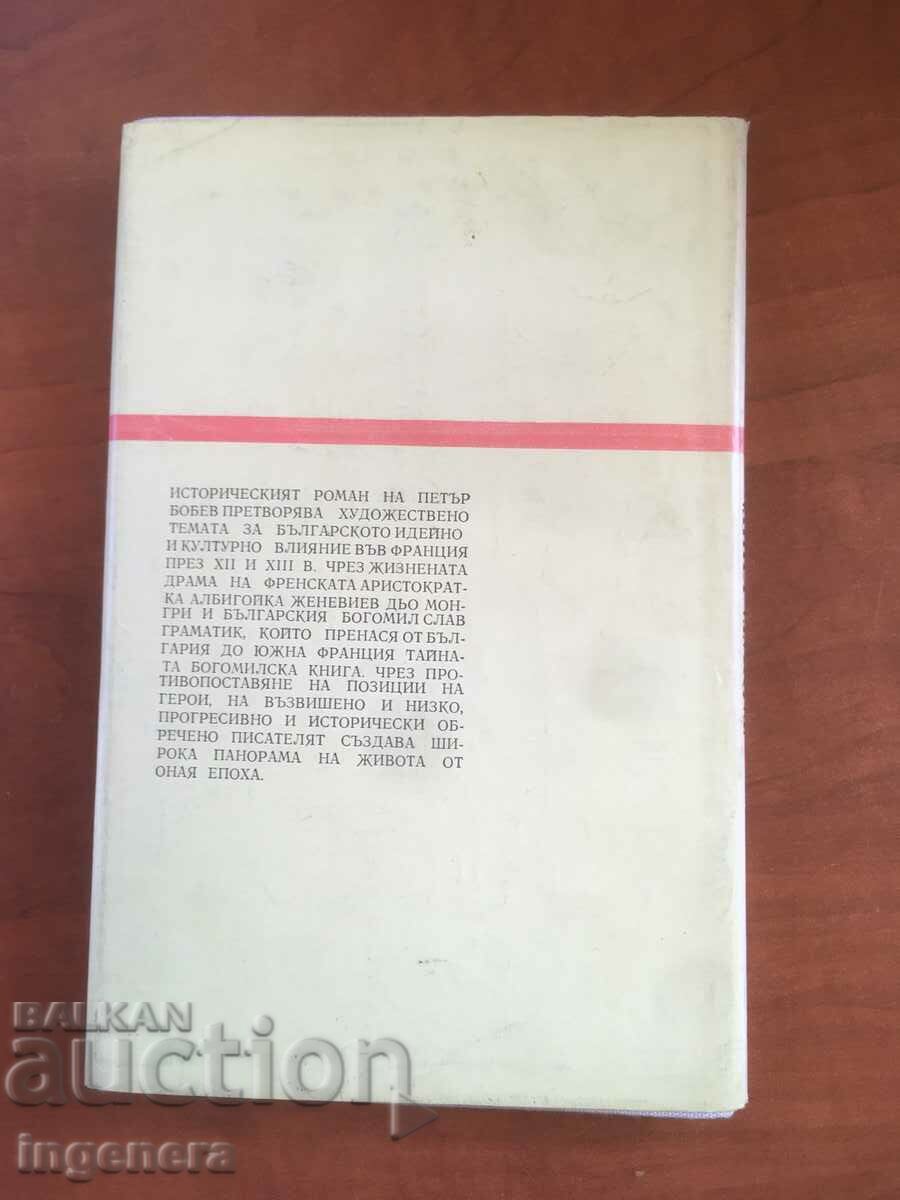 ИСТОРИЧЕСКИЯТ РОМАН НА ПЕТЪР
БОБЕВ ПРЕТВОРЯВА ХУДОЖЕСТВЕНО
ТЕМАТА ЗА БЪЛГАРСКОТО ИДЕЙНО
И КУЛТУРНО ВЛИЯНИЕ ВЪВ ФРАНЦИЯ
ПРЕЗ XII И XIII В. ЧРЕЗ ЖИЗНЕНАТА
ДРАМА НА ФРЕНСКАТА АРИСТОКРАТ-
КА АЛБИГОЙКА ЖЕНЕВИЕВ ДЬО МОН-
ГРИ И БЪЛГАРСКИЯ БОГОМИЛ СЛАВ
ГРАМАТИК, КОЙТО ПРЕНАСЯ ОТ БЪЛ-
ГАРИЯ ДО ЮЖНА ФРАНЦИЯ ТАЙНА-
ТА БОГОМИЛСКА КНИГА. ЧРЕЗ ПРО-
ТИВОПОСТАВЯНЕ НА ПОЗИЦИИ НА
ГЕРОИ, НА ВЪЗВИШЕНО И НИЗКО,
ПРОГРЕСИВНО И ИСТОРИЧЕСКИ ОБ-
РЕЧЕНО ПИСАТЕЛЯТ СЪЗДАВА ШИ-
РОКА ПАНОРАМА НА ЖИВОТА ОТ
ОНАЯ ЕПОХА.
BALKAN
auction
ingenera